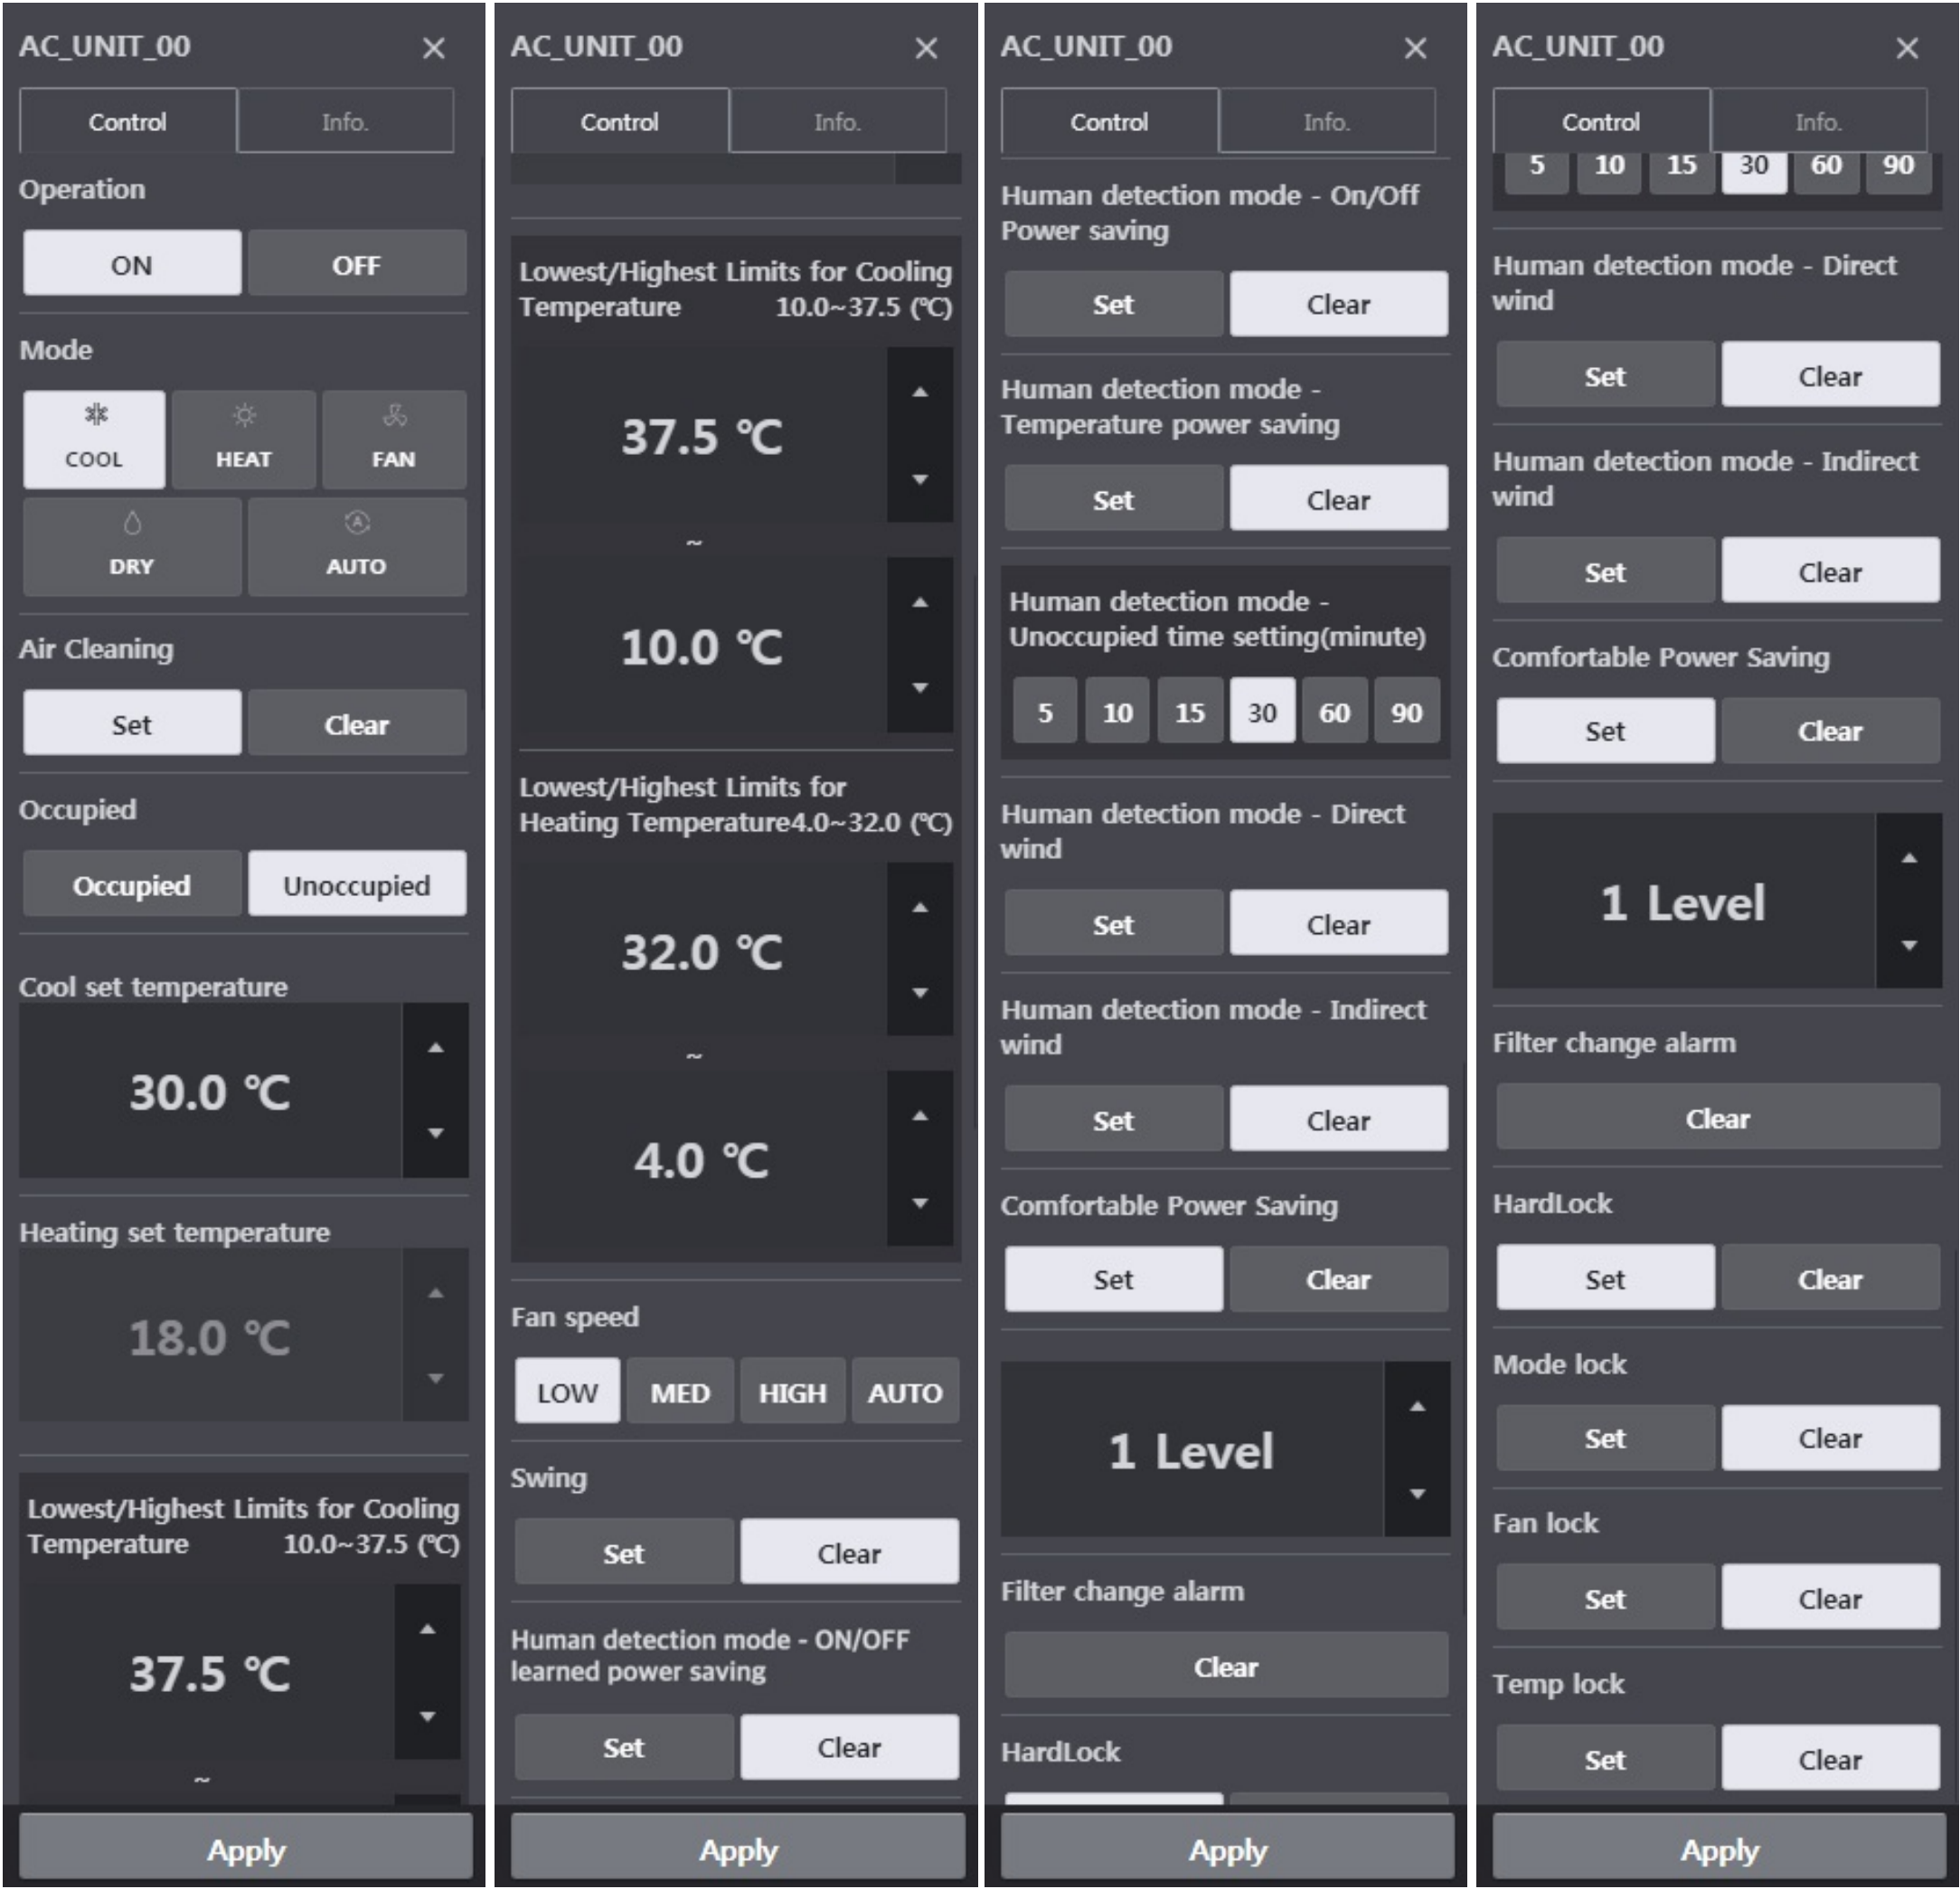 AC_UNIT_00 ×
Control Info.
Operation
ON OFF
Mode
COOL HEAT FAN
DRY AUTO
Air Cleaning
Set Clear
Occupied
Occupied Unoccupied
Cool set temperature
30.0 ℃
Heating set temperature
18.0 ℃
Lowest/Highest Limits for Cooling
Temperature 10.0~37.5 (℃)
37.5 ℃
~
Apply
AC_UNIT_00 ×
Control Info.
Lowest/Highest Limits for Cooling
Temperature 10.0~37.5 (℃)
37.5 ℃
~
10.0 ℃
Lowest/Highest Limits for
Heating Temperature4.0~32.0 (℃)
32.0 ℃
~
4.0 ℃
Fan speed
LOW MED HIGH AUTO
Swing
Set Clear
Human detection mode - ON/OFF
learned power saving
Set Clear
Apply
AC_UNIT_00 ×
Control Info.
Human detection mode - On/Off
Power saving
Set Clear
Human detection mode -
Temperature power saving
Set Clear
Human detection mode -
Unoccupied time setting(minute)
5 10 15 30 60 90
Human detection mode - Direct
wind
Set Clear
Human detection mode - Indirect
wind
Set Clear
Comfortable Power Saving
Set Clear
1 Level
Filter change alarm
Clear
HardLock
Apply
AC_UNIT_00 ×
Control Info.
5 10 15 30 60 90
Human detection mode - Direct
wind
Set Clear
Human detection mode - Indirect
wind
Set Clear
Comfortable Power Saving
Set Clear
1 Level
Filter change alarm
Clear
HardLock
Set Clear
Mode lock
Set Clear
Fan lock
Set Clear
Temp lock
Set Clear
Apply